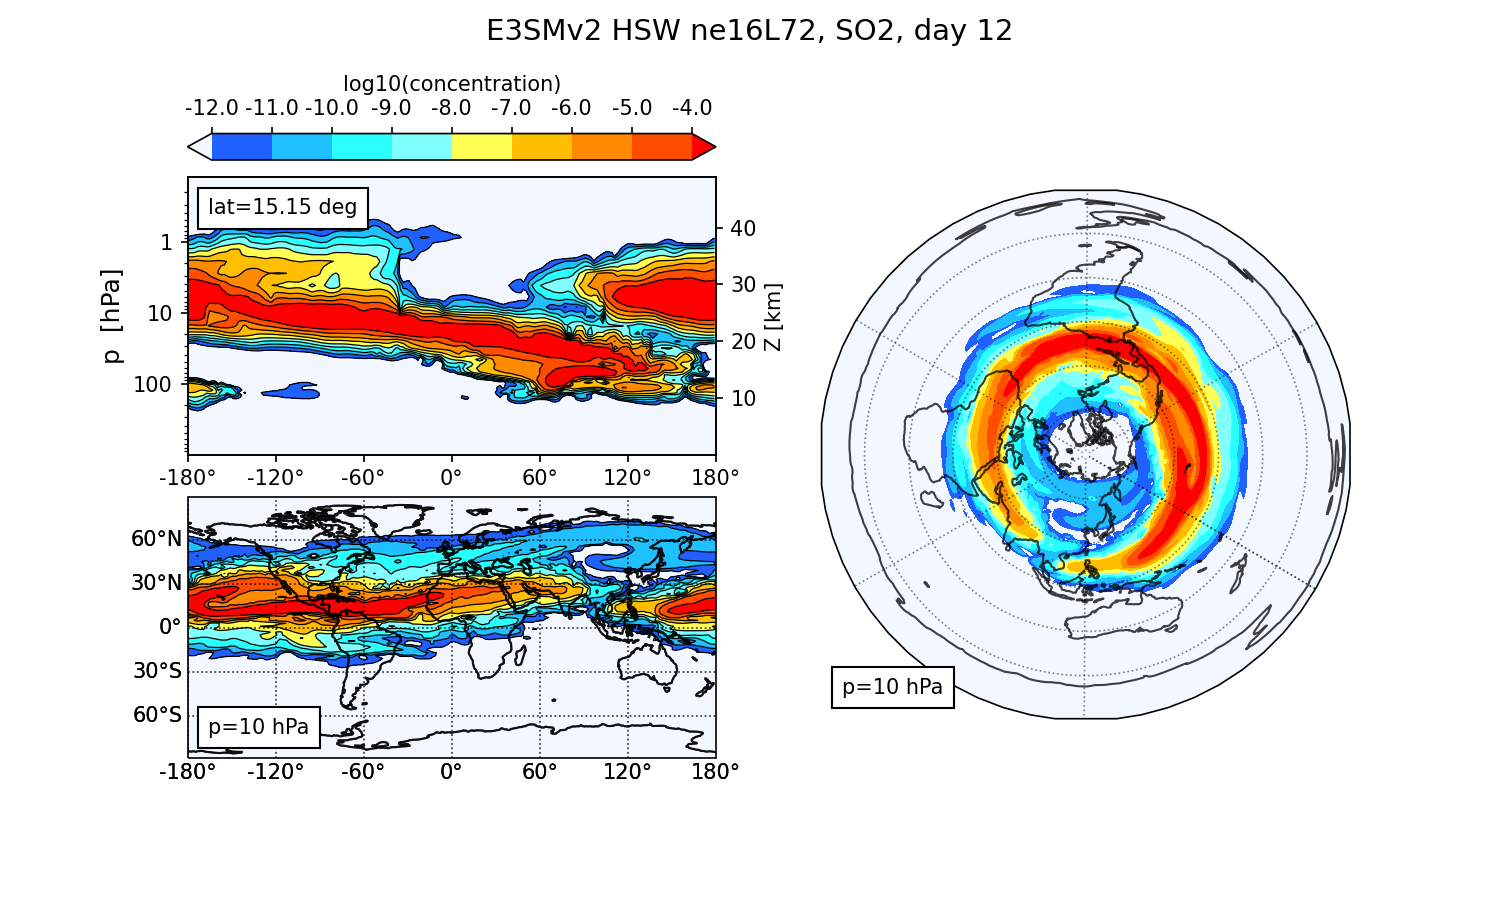 E3SMv2 HSW ne16L72, SO2, day 12
log10(concentration)
-12.0 -11.0 -10.0 -9.0 -8.0 -7.0 -6.0 -5.0 -4.0
lat=15.15 deg
p [hPa]
1
10
100
40
30
20
10
Z [km]
-180° -120° -60° 0° 60° 120° 180°
60°N
30°N
0°
30°S
60°S
p=10 hPa
-180° -120° -60° 0° 60° 120° 180°
p=10 hPa